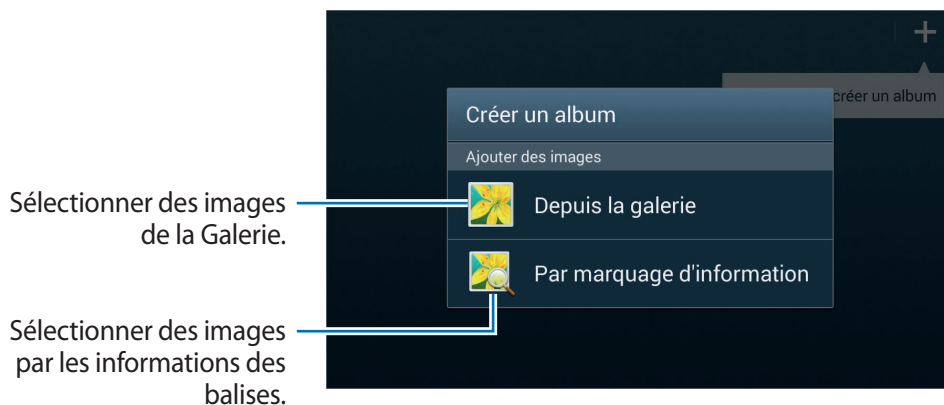 créer un album
Créer un album
Ajouter des images
Depuis la galerie
Par marquage d'information
Sélectionner des images
de la Galerie.
Sélectionner des images
par les informations des
balises.